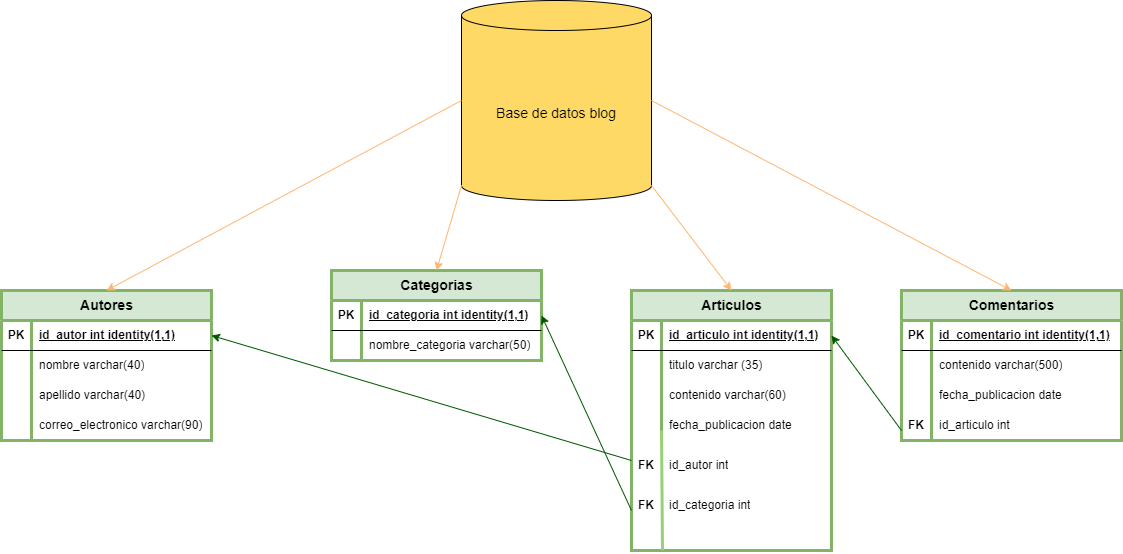 Base de datos blog
Autores
PK id_autor int identity(1,1)
nombre varchar(40)
apellido varchar(40)
correo_electronico varchar(90)
Categorias
PK id_categoria int identity(1,1)
nombre_categoria varchar(50)
Articulos
PK id_articulo int identity(1,1)
titulo varchar (35)
contenido varchar(60)
fecha_publicacion date
FK id_autor int
FK id_categoria int
Comentarios
PK id_comentario int identity(1,1)
contenido varchar(500)
fecha_publicacion date
FK id_articulo int